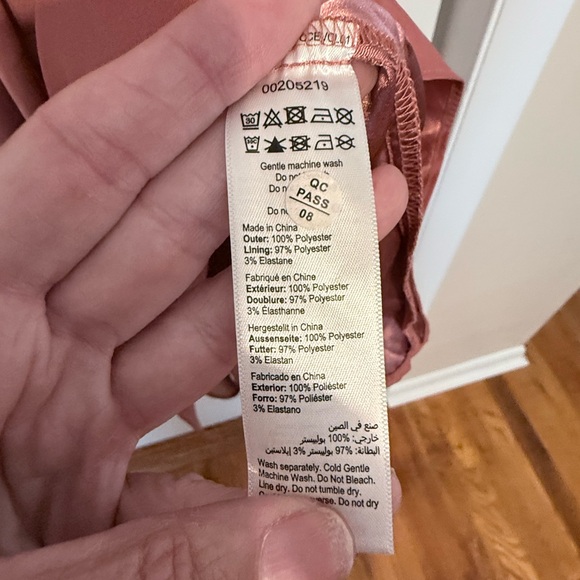 00205219
30
Gentle machine wash
Do
Do
Do
QC
PASS
08
Made in China
Outer: 100% Polyester
Lining: 97% Polyester
3% Elastane
Fabriqué en Chine
Extérieur: 100% Polyester
Doublure: 97% Polyester
3% Élasthanne
Hergestellt in China
Aussenseite: 100% Polyester
Futter: 97% Polyester
3% Elastan
Fabricado en China
Exterior: 100% Poliéster
Forro: 97% Poliéster
3% Elastano
صنع في الصين
خارجي: 100% بوليستر
البطانة: 97% بوليستر 3% إيلاستين
Wash separately. Cold Gentle
Machine Wash. Do Not Bleach.
Line dry. Do not tumble dry.
Do not dry